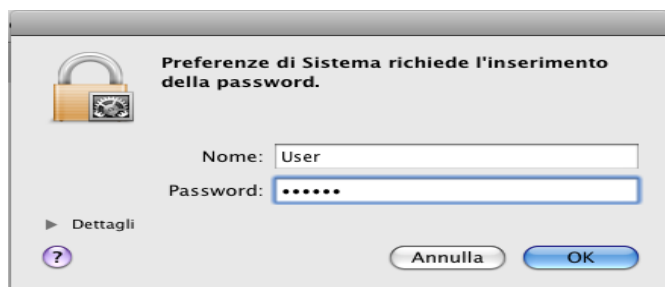 Preferenze di Sistema richiede l'inserimento
della password.
Nome: User
Password: ••••••
Dettagli
?
Annulla OK